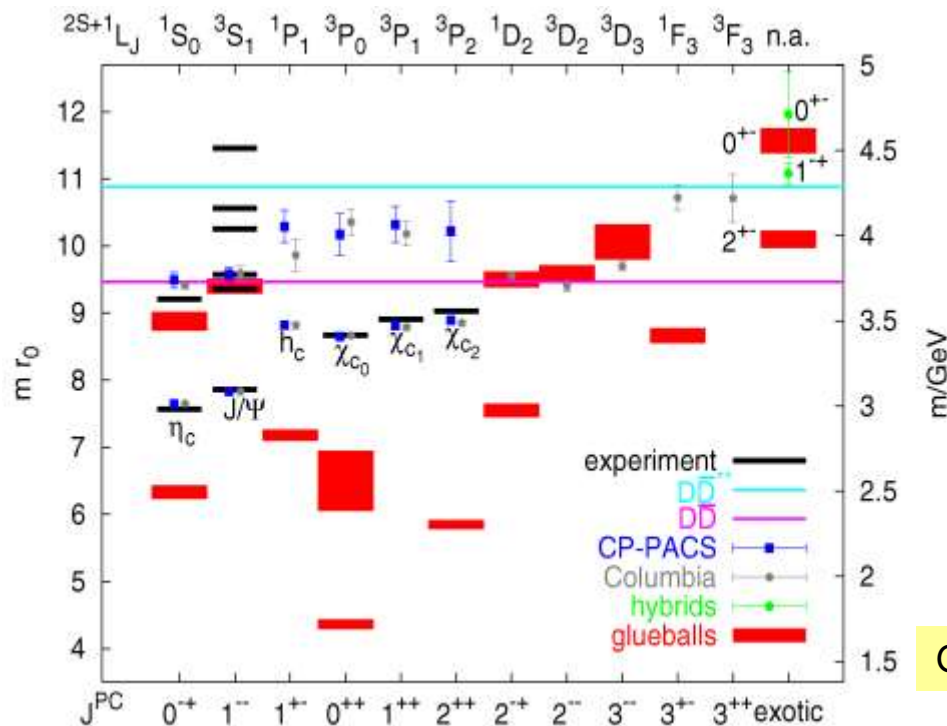 2S+1LJ 1S0 3S1 1P1 3P0 3P1 3P2 1D2 3D2 3D3 1F3 3F3 n.a.
12
11
10
9
8
7
6
5
4
m r0
5
4.5
4
3.5
3
2.5
2
1.5
m/GeV
0+-
0+-
1-+
2+-
hc
χc0
χc1
χc2
ηc
J/Ψ
experiment
DD**
DD
CP-PACS
Columbia
hybrids
glueballs
JPC 0-+ 1-- 1+- 0++ 1++ 2++ 2-+ 2-- 3-- 3+- 3++ exotic